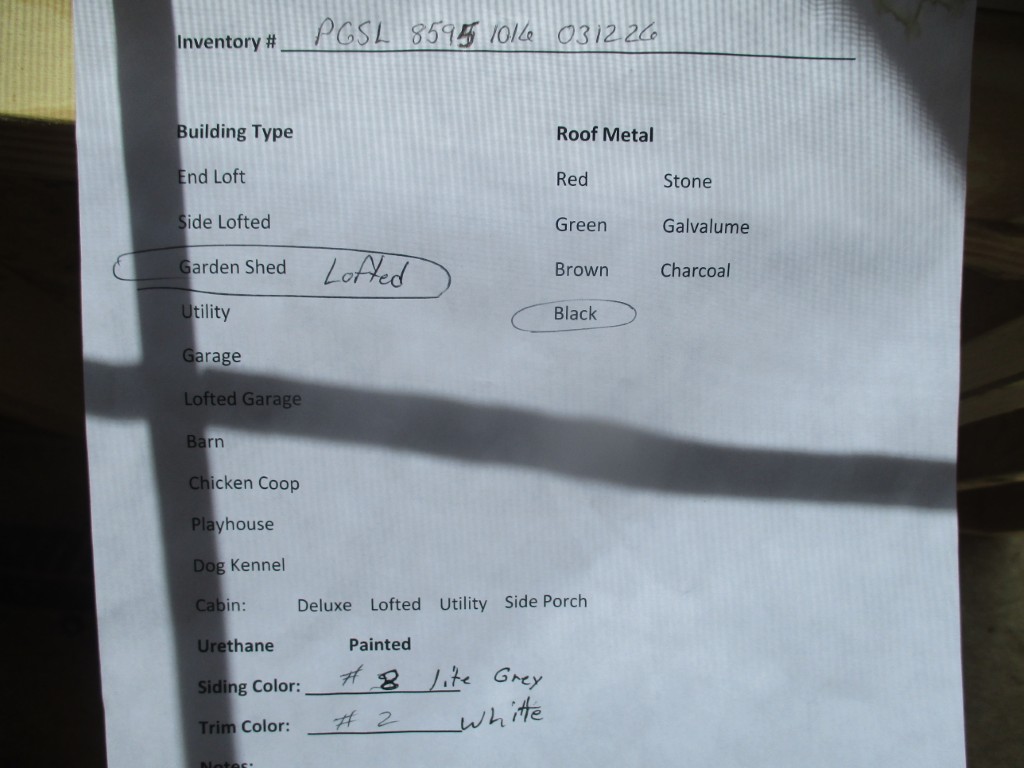 Inventory # PGSL 8595 1016 031226
Building Type Roof Metal
End Loft Red Stone
Side Lofted Green Galvalume
Garden Shed Lofted Brown Charcoal
Utility Black
Garage
Lofted Garage
Barn
Chicken Coop
Playhouse
Dog Kennel
Cabin: Deluxe Lofted Utility Side Porch
Urethane Painted
Siding Color: # 8 Lite Grey
Trim Color: # 2 White
Notes: